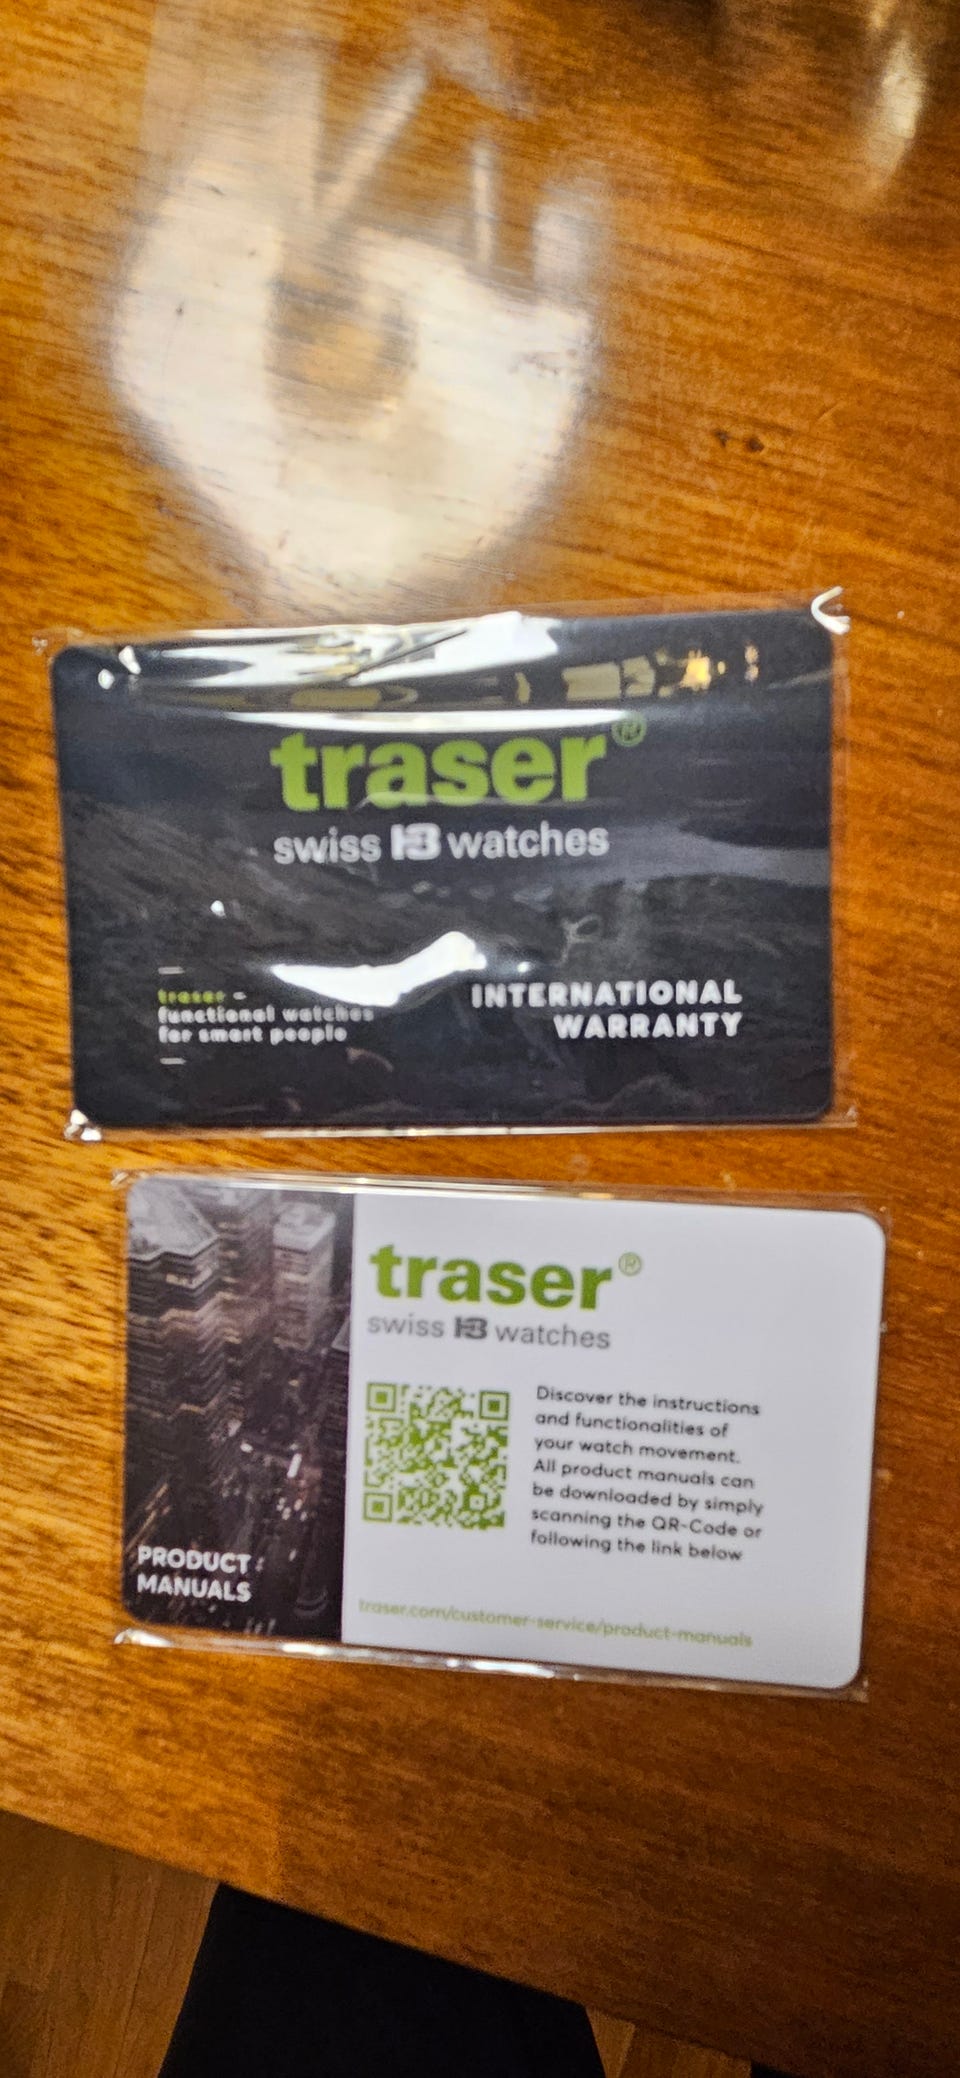 traser®
swiss H3 watches
traser –
functional watches
for smart people
INTERNATIONAL
WARRANTY
traser®
swiss H3 watches
Discover the instructions
and functionalities of
your watch movement.
All product manuals can
be downloaded by simply
scanning the QR-Code or
following the link below
PRODUCT
MANUALS
traser.com/customer-service/product-manuals